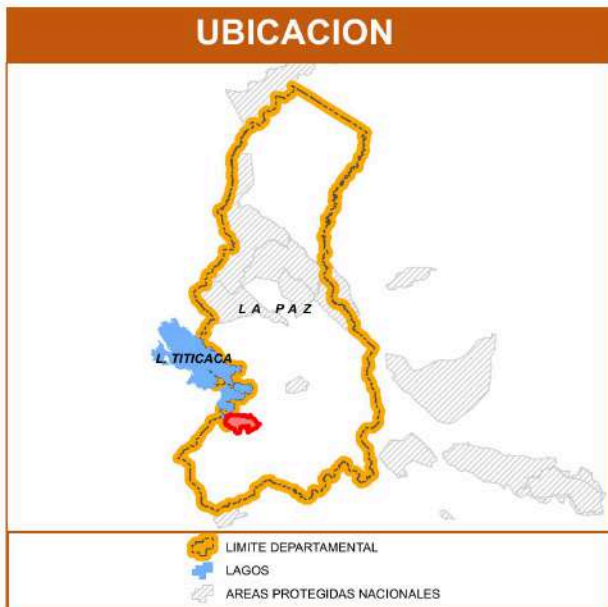 UBICACION
LA PAZ
L. TITICACA
LIMITE DEPARTAMENTAL
LAGOS
AREAS PROTEGIDAS NACIONALES